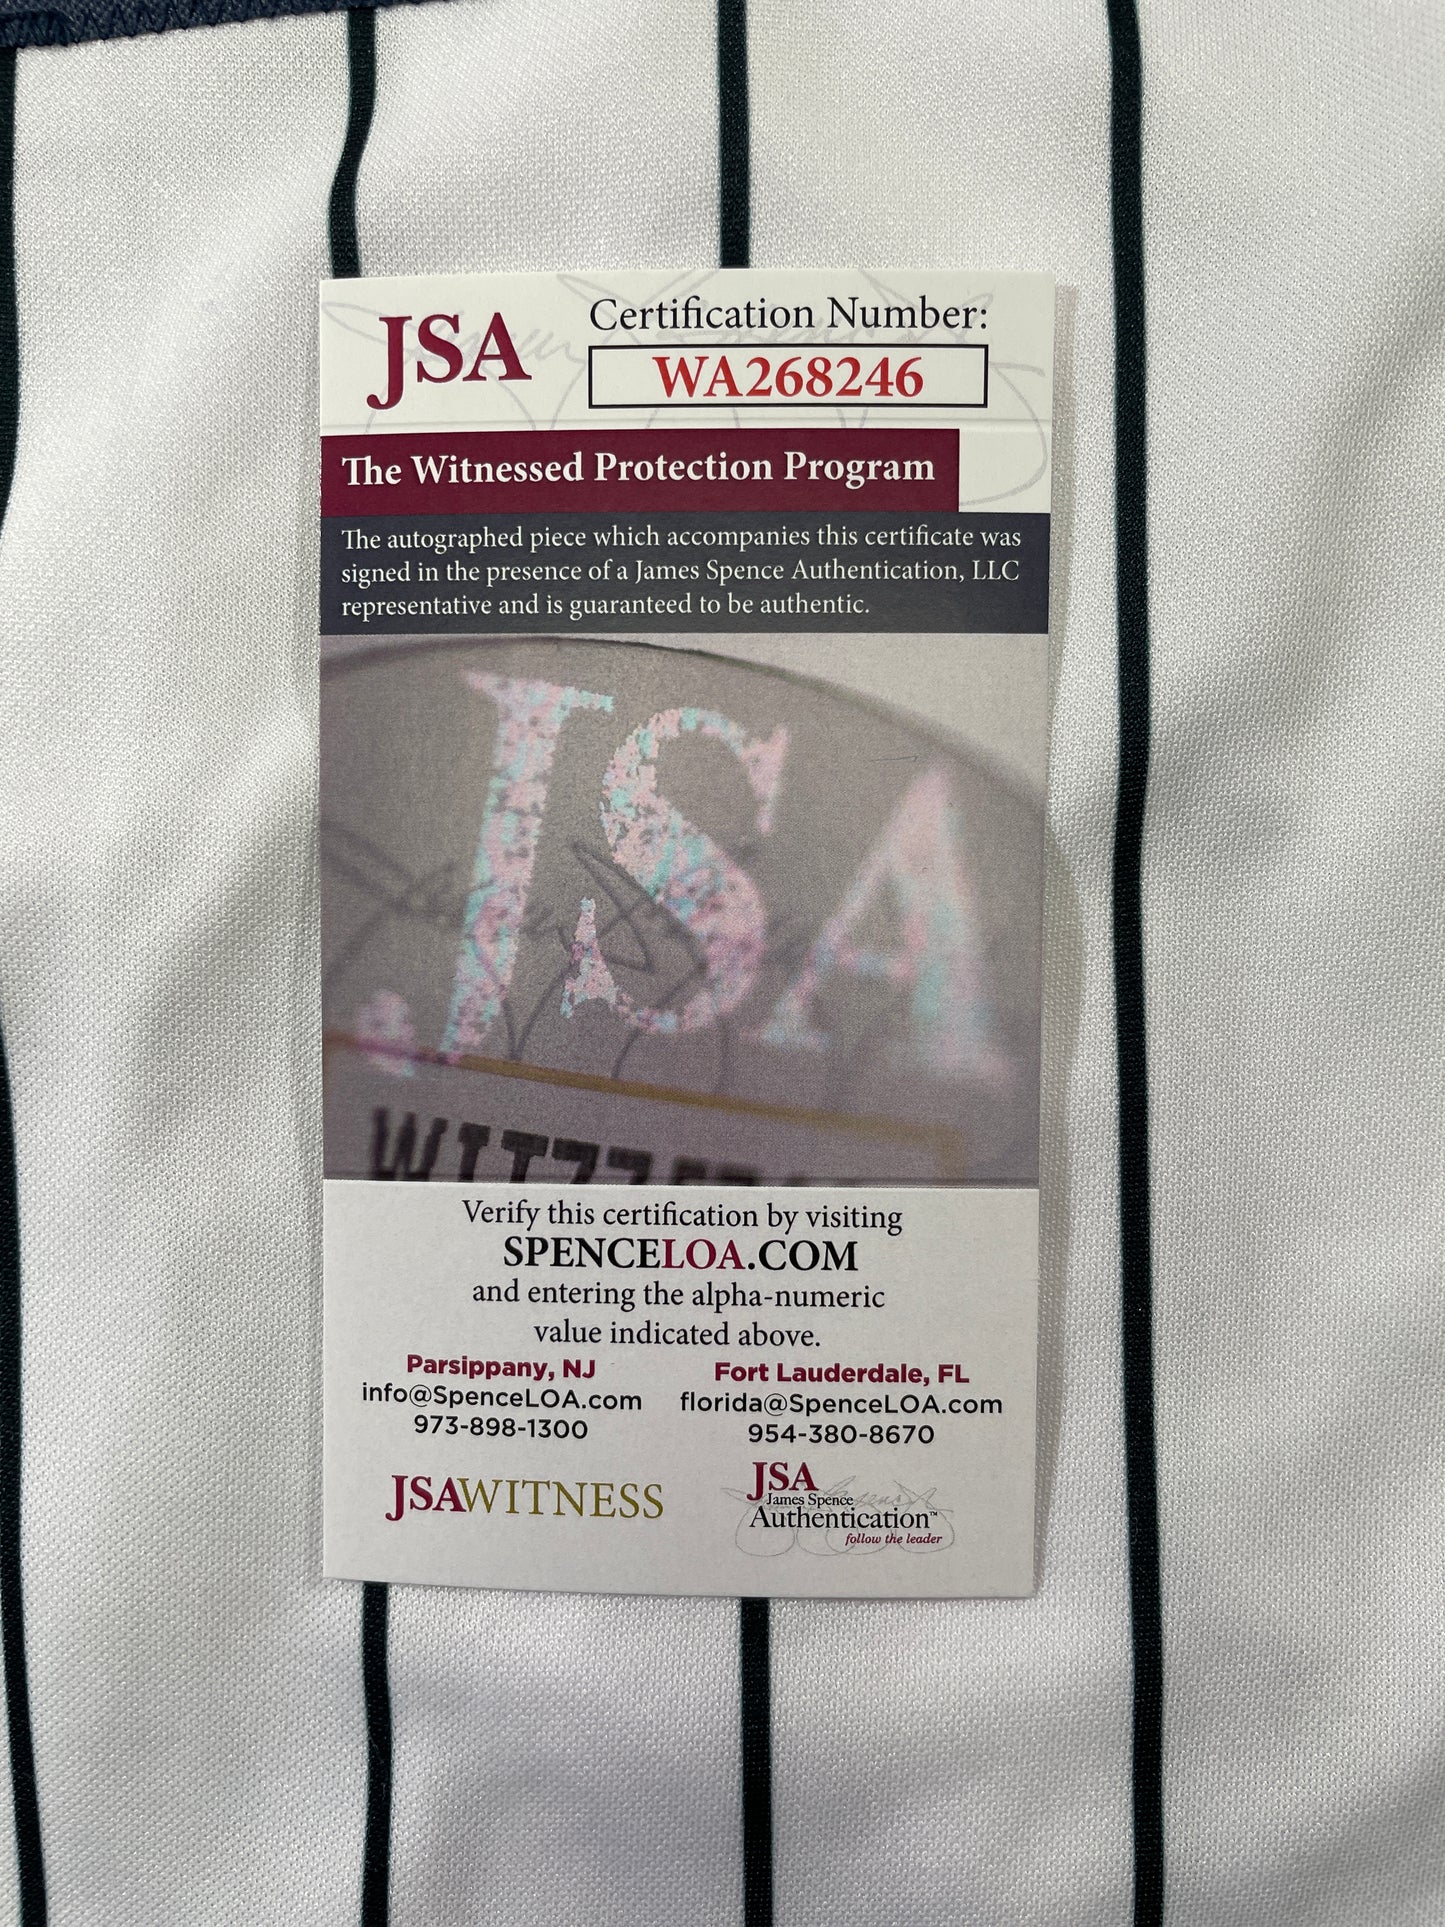 JSA
Certification Number:
WA268246
The Witnessed Protection Program
The autographed piece which accompanies this certificate was
signed in the presence of a James Spence Authentication, LLC
representative and is guaranteed to be authentic.
JSA
Verify this certification by visiting
SPENCELOA.COM
and entering the alpha-numeric
value indicated above.
Parsippany, NJ
info@SpenceLOA.com
973-898-1300
Fort Lauderdale, FL
florida@SpenceLOA.com
954-380-8670
JSAWITNESS
JSA
James Spence
Authentication™
follow the leader